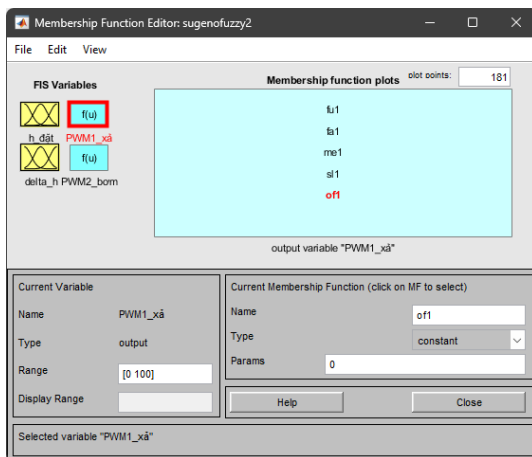 Membership Function Editor: sugenofuzzy2
File Edit View
FIS Variables
f(u)
h_đặt PWM1_xả
f(u)
delta_h PWM2_bơm
Membership function plots plot points: 181
fu1
fa1
me1
sl1
of1
output variable "PWM1_xả"
Current Variable
Name PWM1_xả
Type output
Range [0 100]
Display Range
Current Membership Function (click on MF to select)
Name of1
Type constant
Params 0
Help Close
Selected variable "PWM1_xả"